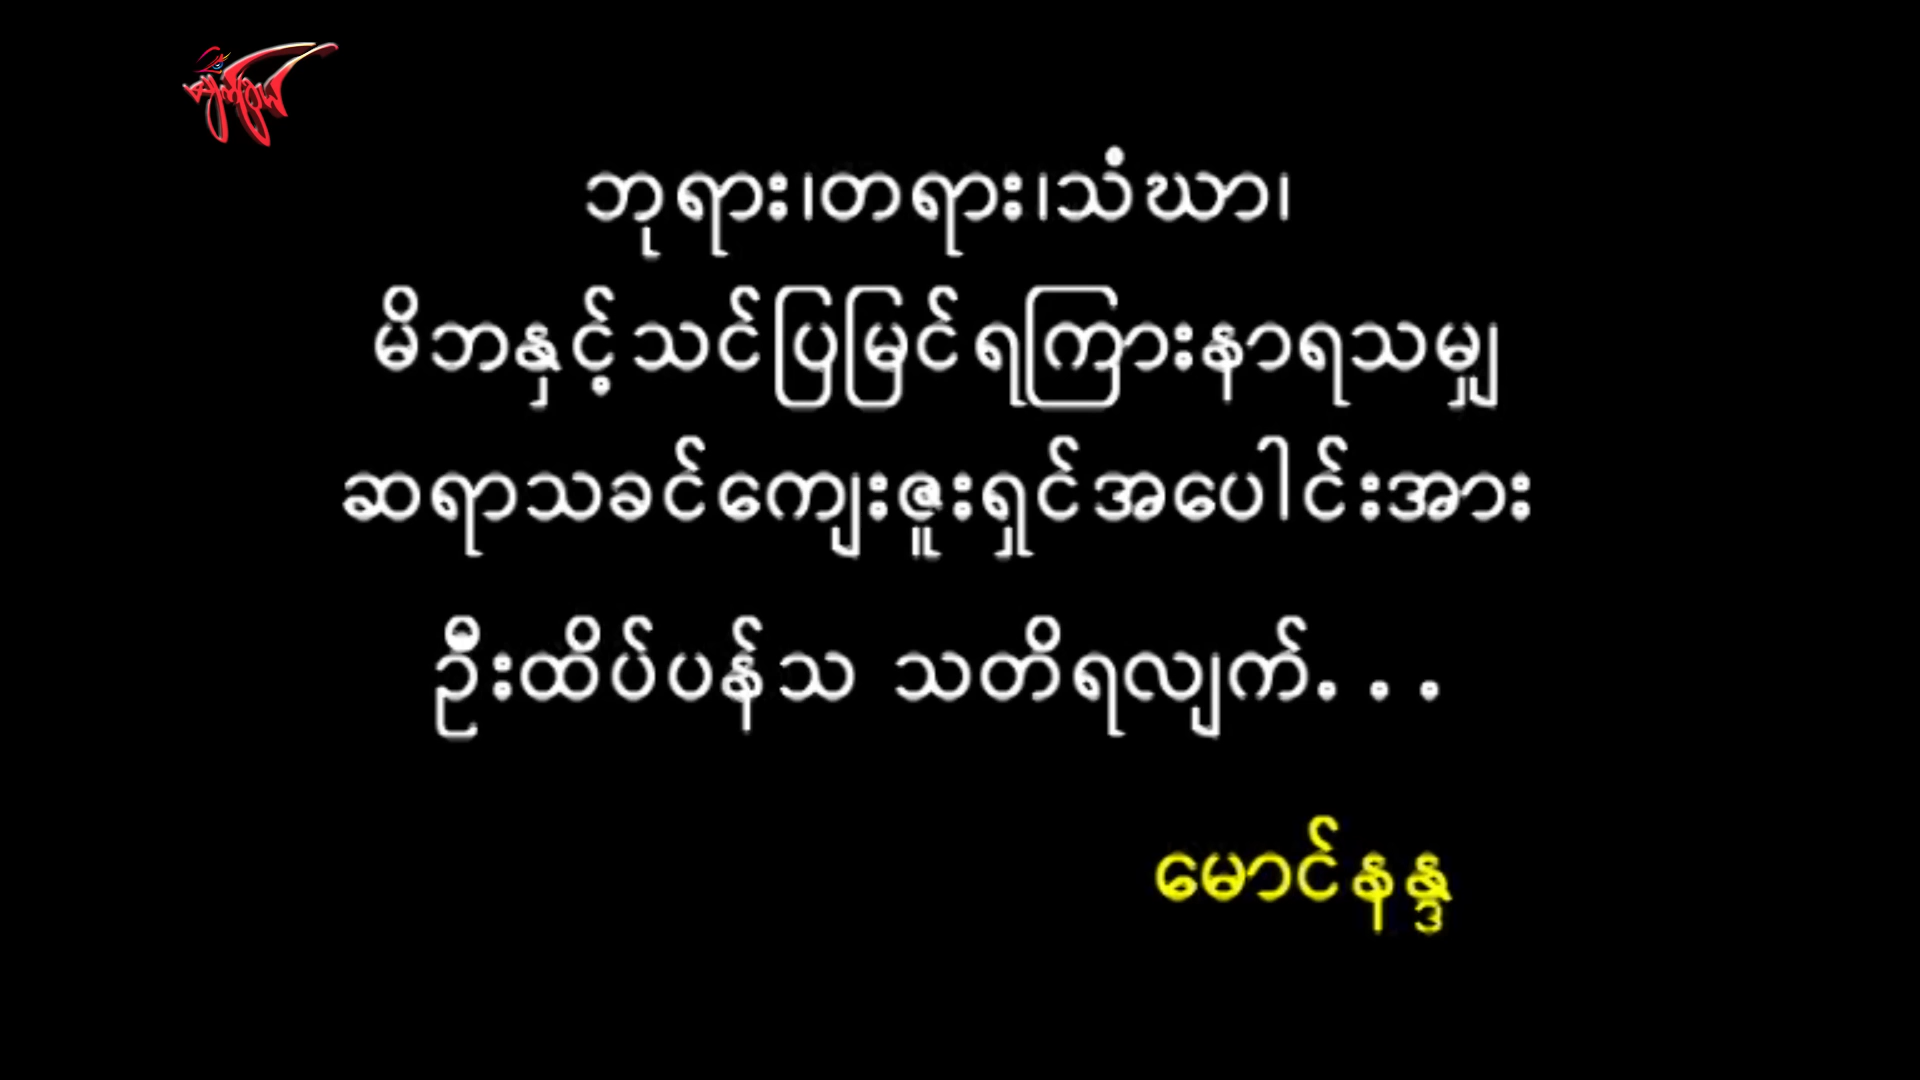 ဘုရား၊တရား၊သံဃာ၊
မိဘနှင့်သင်ပြမြင်ရကြားနာရသမျှ
ဆရာသခင်ကျေးဇူးရှင်အပေါင်းအား
ဦးထိပ်ပန်သ သတိရလျက်. . .
မောင်နန္ဒ